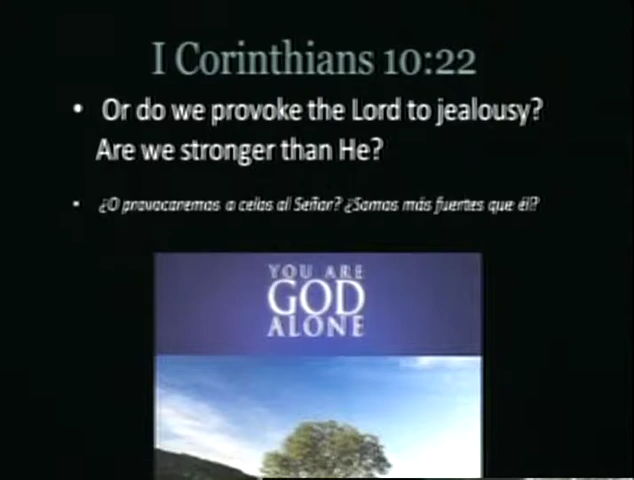 I Corinthians 10:22
• Or do we provoke the Lord to jealousy?
Are we stronger than He?
• ¿O provocaremos a celos al Señor? ¿Somos más fuertes que él?
YOU ARE
GOD
ALONE